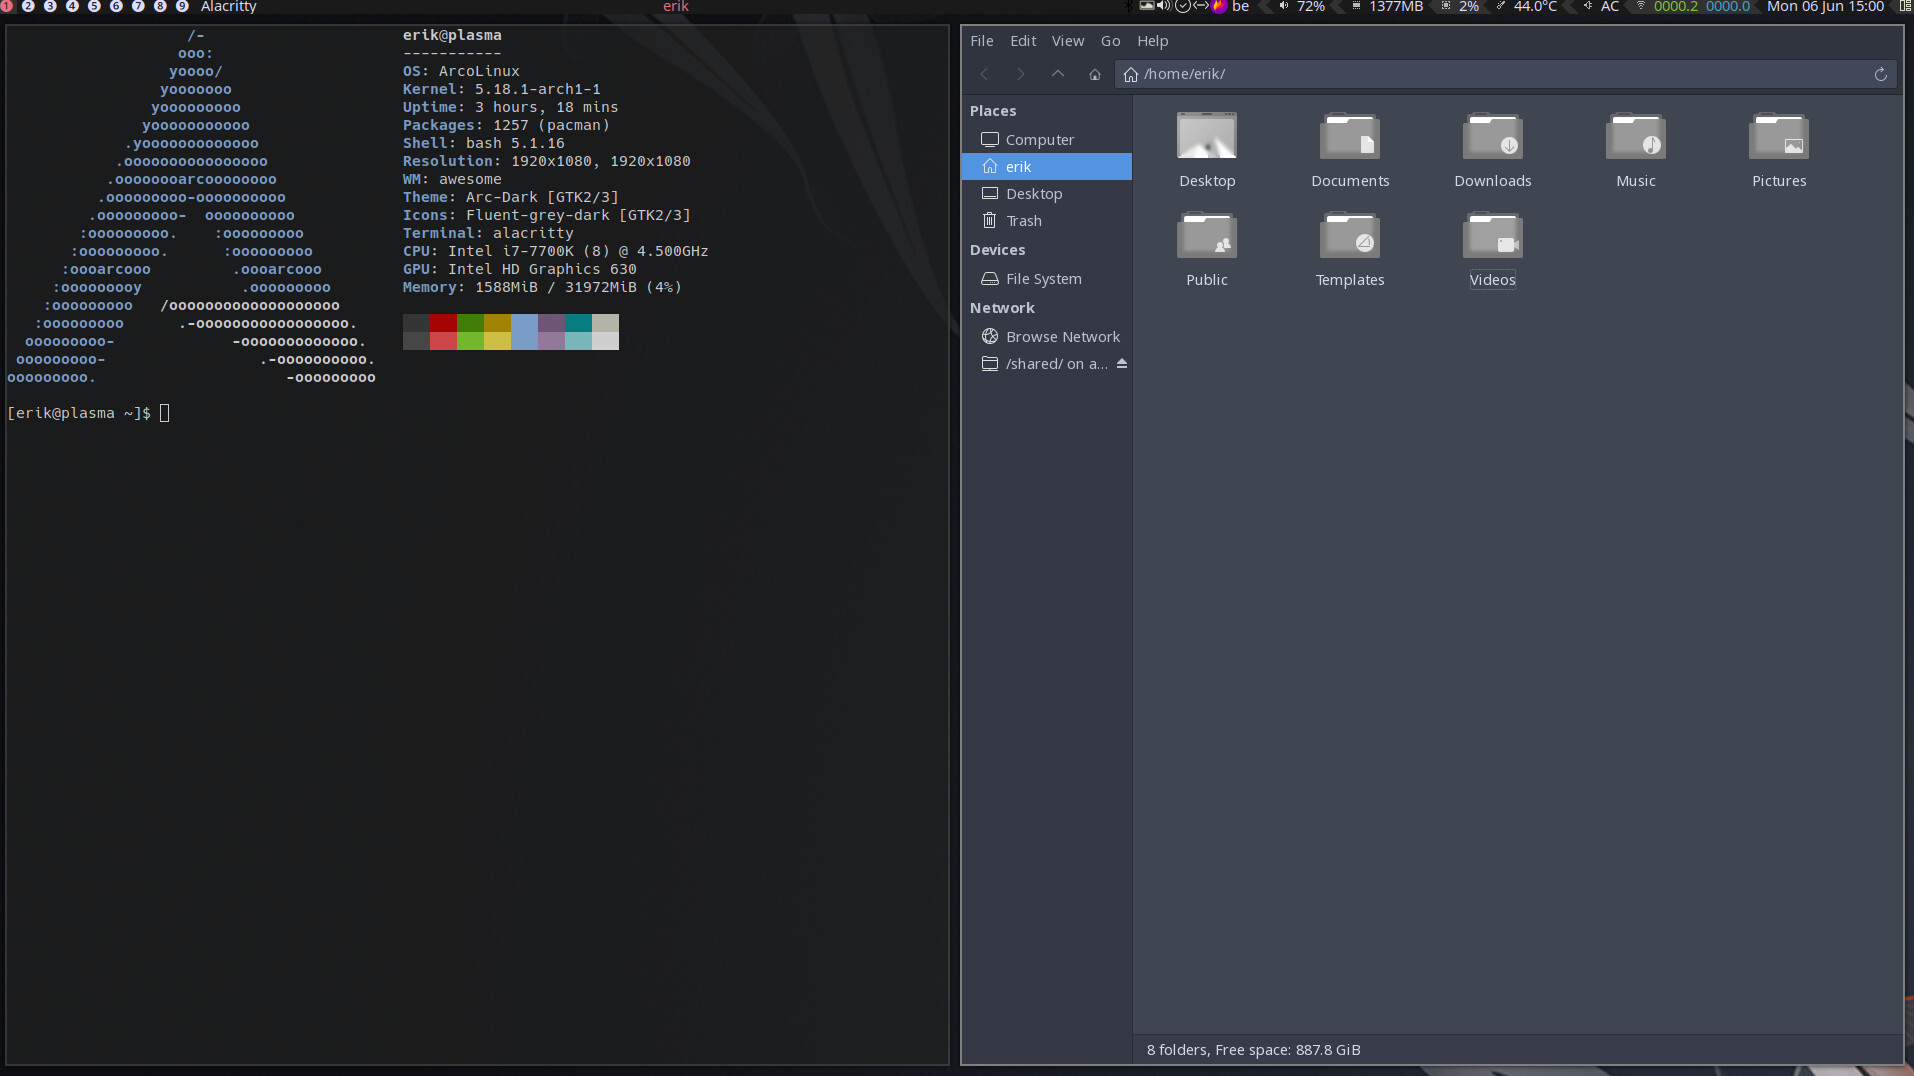 1 2 3 4 5 6 7 8 9 Alacritty erik be 72% 1377MB 2% 44.0°C AC 0000.2 0000.0 Mon 06 Jun 15:00
/-
ooo:
yoooo/
yooooooo
yooooooooo
yooooooooooo
.yooooooooooooo
.oooooooooooooooo
.oooooooarcoooooooo
.ooooooooo-oooooooooo
.ooooooooo- oooooooooo
:ooooooooo. :ooooooooo
:ooooooooo. :ooooooooo
:oooarcooo .oooarcooo
:ooooooooy .ooooooooo
:ooooooooo /ooooooooooooooooooo
:ooooooooo .-ooooooooooooooooo.
ooooooooo- -ooooooooooooo.
ooooooooo- .-oooooooooo.
ooooooooo. -ooooooooo
erik@plasma
-----------
OS: ArcoLinux
Kernel: 5.18.1-arch1-1
Uptime: 3 hours, 18 mins
Packages: 1257 (pacman)
Shell: bash 5.1.16
Resolution: 1920x1080, 1920x1080
WM: awesome
Theme: Arc-Dark [GTK2/3]
Icons: Fluent-grey-dark [GTK2/3]
Terminal: alacritty
CPU: Intel i7-7700K (8) @ 4.500GHz
GPU: Intel HD Graphics 630
Memory: 1588MiB / 31972MiB (4%)
[erik@plasma ~]$
File Edit View Go Help
/home/erik/
Places
Computer
erik
Desktop
Trash
Devices
File System
Network
Browse Network
/shared/ on a...
Desktop Documents Downloads Music Pictures
Public Templates Videos
8 folders, Free space: 887.8 GiB